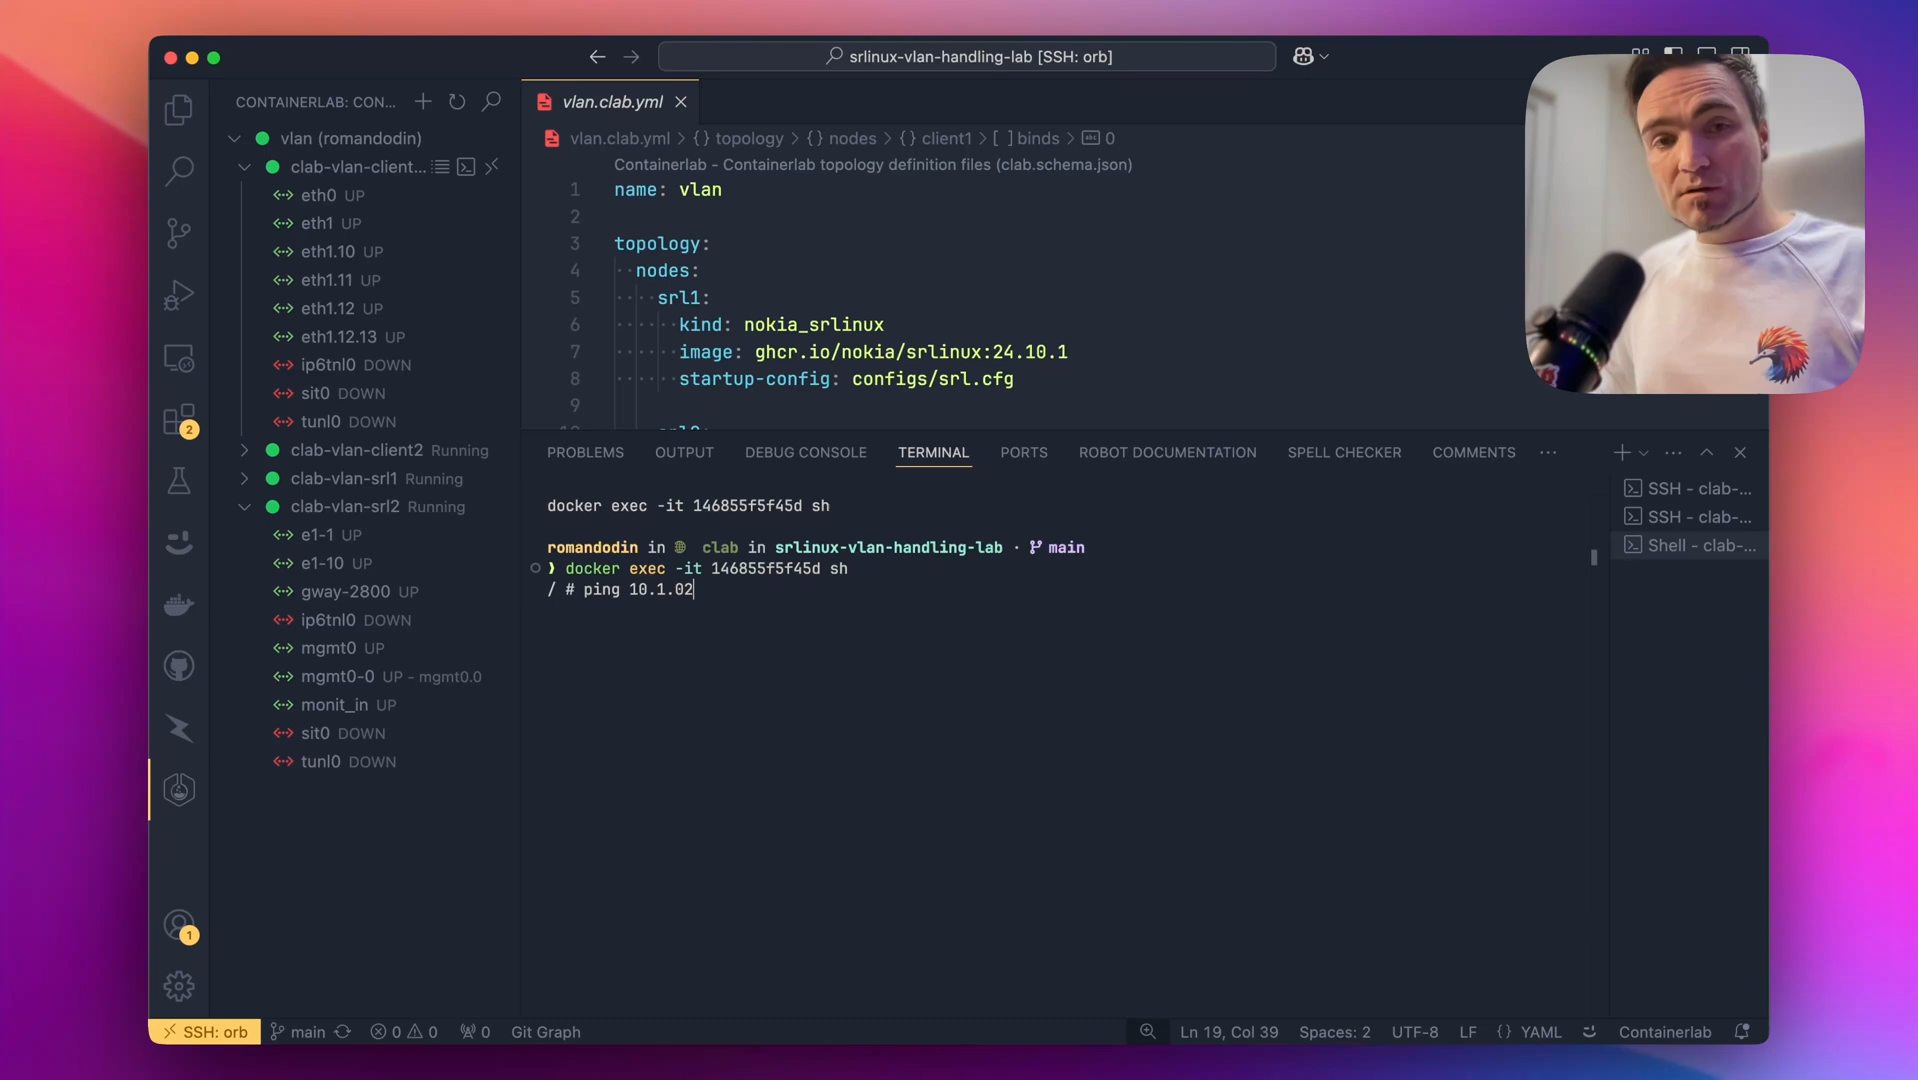 srlinux-vlan-handling-lab [SSH: orb]
CONTAINERLAB: CON...
vlan (romandodin)
clab-vlan-client...
eth0 UP
eth1 UP
eth1.10 UP
eth1.11 UP
eth1.12 UP
eth1.12.13 UP
ip6tnl0 DOWN
sit0 DOWN
tunl0 DOWN
clab-vlan-client2 Running
clab-vlan-srl1 Running
clab-vlan-srl2 Running
e1-1 UP
e1-10 UP
gway-2800 UP
ip6tnl0 DOWN
mgmt0 UP
mgmt0-0 UP - mgmt0.0
monit_in UP
sit0 DOWN
tunl0 DOWN
2
1
vlan.clab.yml
vlan.clab.yml > {} topology > {} nodes > {} client1 > [ ] binds > abc 0
Containerlab - Containerlab topology definition files (clab.schema.json)
1 name: vlan
2
3 topology:
4 nodes:
5 srl1:
6 kind: nokia_srlinux
7 image: ghcr.io/nokia/srlinux:24.10.1
8 startup-config: configs/srl.cfg
9
PROBLEMS OUTPUT DEBUG CONSOLE TERMINAL PORTS ROBOT DOCUMENTATION SPELL CHECKER COMMENTS ...
docker exec -it 146855f5f45d sh
romandodin in clab in srlinux-vlan-handling-lab · main
❯ docker exec -it 146855f5f45d sh
/ # ping 10.1.02
SSH - clab-...
SSH - clab-...
Shell - clab-...
SSH: orb main 0 0 0 Git Graph Ln 19, Col 39 Spaces: 2 UTF-8 LF {} YAML Containerlab